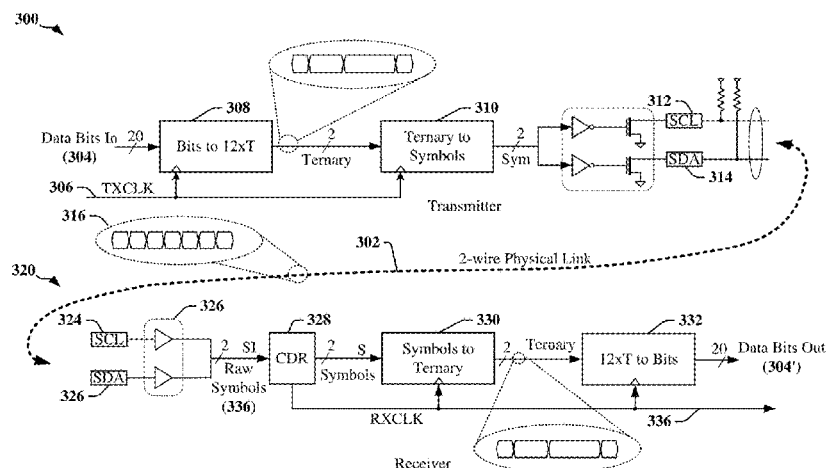 300
308
310
312
Data Bits In
(304)
20
Bits to 12xT
2
Ternary
Ternary to
Symbols
2
Sym
SCL
SDA
314
306
TXCLK
Transmitter
316
302
2-wire Physical Link
320
326
324
SCL
328
330
332
CDR
2
SI
Raw
Symbols
(336)
2
S
Symbols
Symbols to
Ternary
2
Ternary
12xT to Bits
20
Data Bits Out
(304')
326
SDA
RXCLK
336
Receiver